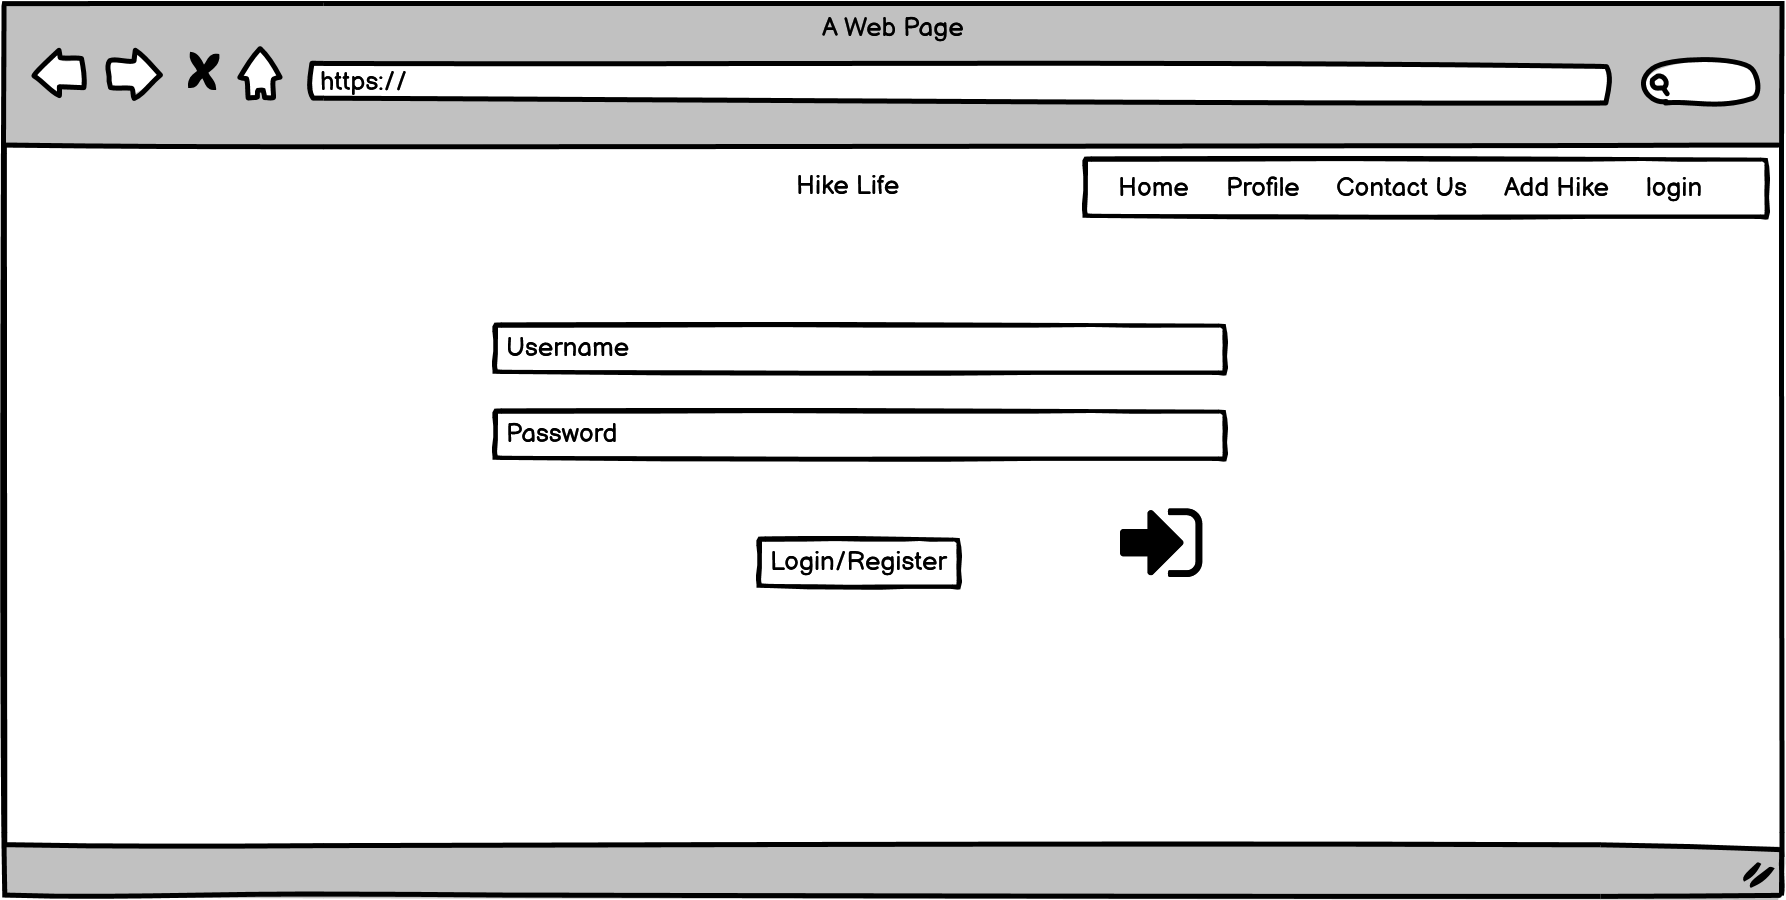 A Web Page
https://
Hike Life
Home Profile Contact Us Add Hike login
Username
Password
Login/Register